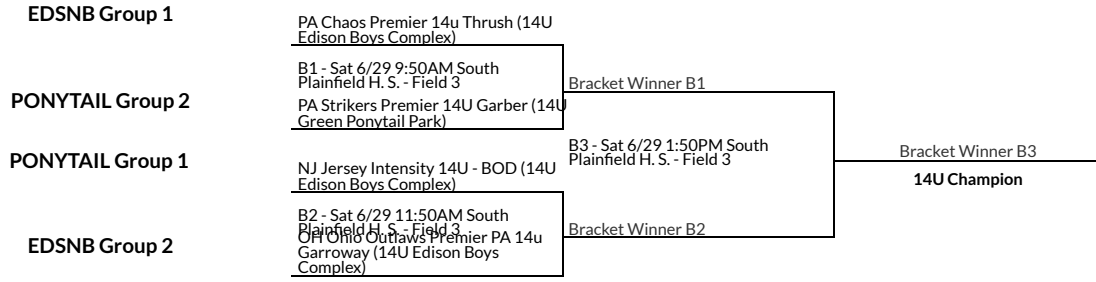 EDSNB Group 1
PA Chaos Premier 14u Thrush (14U
Edison Boys Complex)
B1 - Sat 6/29 9:50AM South
Plainfield H. S. - Field 3
Bracket Winner B1
PONYTAIL Group 2
PA Strikers Premier 14U Garber (14U
Green Ponytail Park)
B3 - Sat 6/29 1:50PM South
Plainfield H. S. - Field 3
Bracket Winner B3
14U Champion
PONYTAIL Group 1
NJ Jersey Intensity 14U - BOD (14U
Edison Boys Complex)
B2 - Sat 6/29 11:50AM South
Plainfield H. S. - Field 3
Bracket Winner B2
EDSNB Group 2
OH Ohio Outlaws Premier PA 14u
Garroway (14U Edison Boys
Complex)